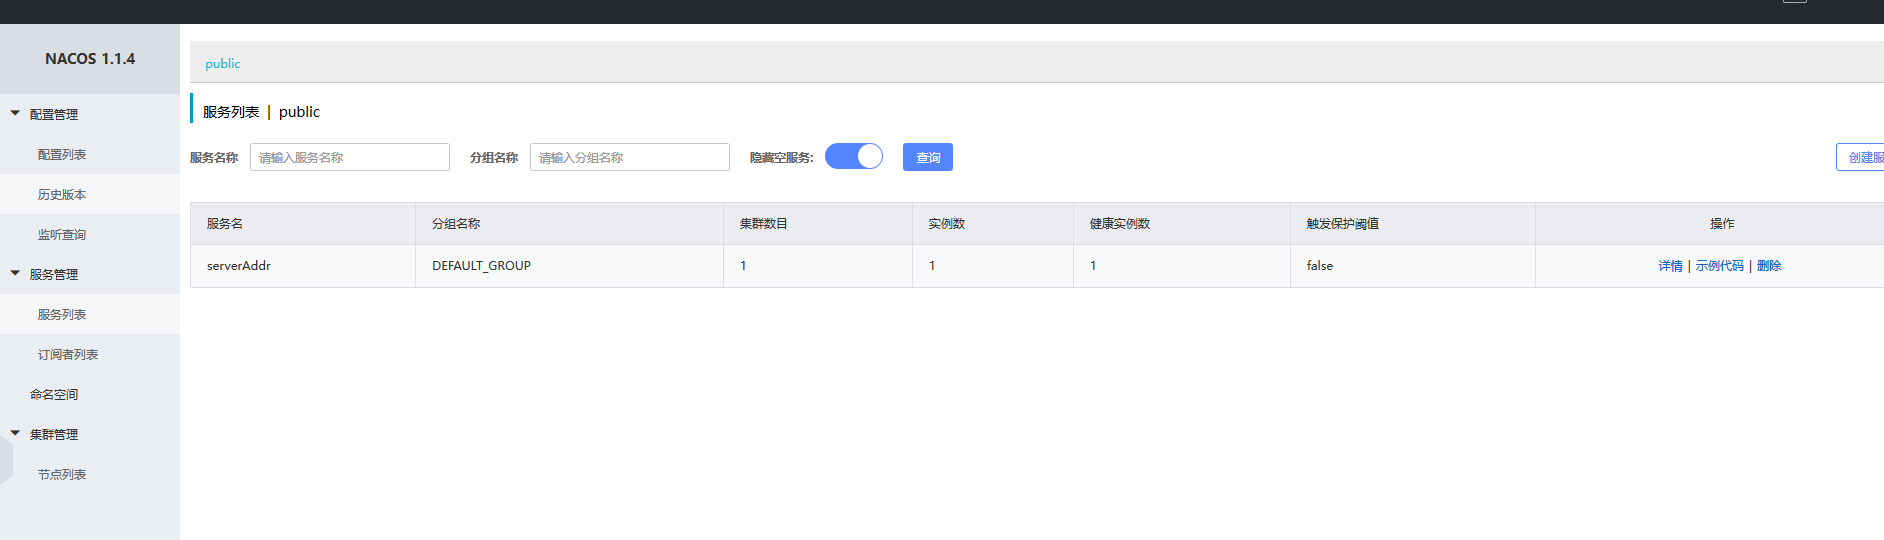 NACOS 1.1.4
配置管理
配置列表
历史版本
监听查询
服务管理
服务列表
订阅者列表
命名空间
集群管理
节点列表
public
服务列表 | public
服务名称 请输入服务名称 分组名称 请输入分组名称 隐藏空服务: 查询 创建服
服务名 分组名称 集群数目 实例数 健康实例数 触发保护阈值 操作
serverAddr DEFAULT_GROUP 1 1 1 false 详情 | 示例代码 | 删除